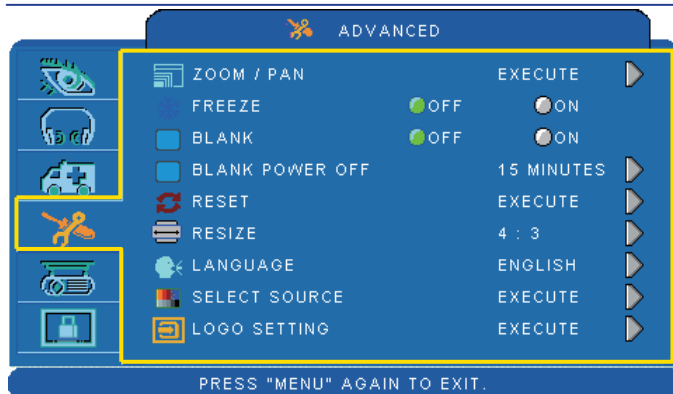 ADVANCED
ZOOM / PAN EXECUTE
FREEZE OFF ON
BLANK OFF ON
BLANK POWER OFF 15 MINUTES
RESET EXECUTE
RESIZE 4 : 3
LANGUAGE ENGLISH
SELECT SOURCE EXECUTE
LOGO SETTING EXECUTE
PRESS "MENU" AGAIN TO EXIT.